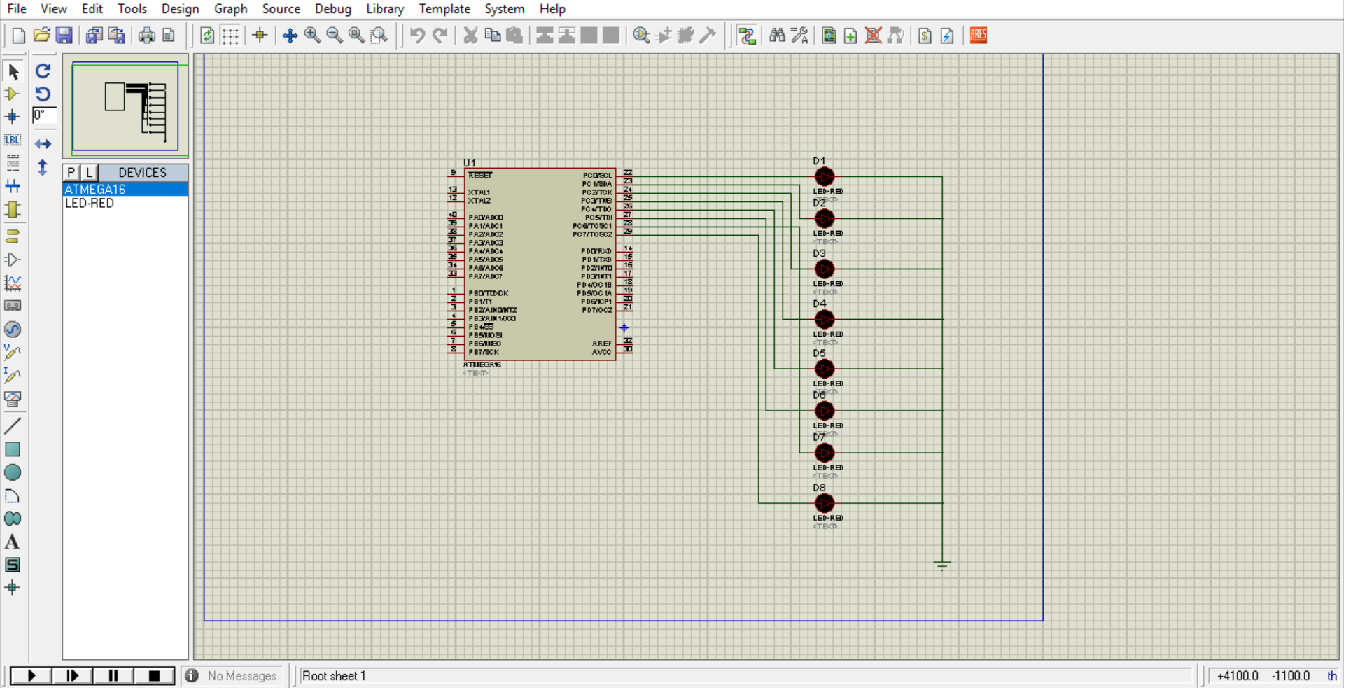 File View Edit Tools Design Graph Source Debug Library Template System Help
0°
LBL
P L DEVICES
ATMEGA16
LED-RED
A
S
ARES
U1
9 RESET
13 XTAL1
12 XTAL2
40 PA0/ADC0
39 PA1/ADC1
38 PA2/ADC2
37 PA3/ADC3
36 PA4/ADC4
35 PA5/ADC5
34 PA6/ADC6
33 PA7/ADC7
1 PB0/T0/XCK
2 PB1/T1
3 PB2/AIN0/INT2
4 PB3/AIN1/OC0
5 PB4/SS
6 PB5/MOSI
7 PB6/MISO
8 PB7/SCK
PC0/SCL 22
PC1/SDA 23
PC2/TCK 24
PC3/TMS 25
PC4/TDO 26
PC5/TDI 27
PC6/TOSC1 28
PC7/TOSC2 29
PD0/RXD 14
PD1/TXD 15
PD2/INT0 16
PD3/INT1 17
PD4/OC1B 18
PD5/OC1A 19
PD6/ICP1 20
PD7/OC2 21
AREF 32
AVCC 30
ATMEGA16
<TEXT>
D1
LED-RED
<TEXT>
D2
LED-RED
<TEXT>
D3
LED-RED
<TEXT>
D4
LED-RED
<TEXT>
D5
LED-RED
<TEXT>
D6
LED-RED
<TEXT>
D7
LED-RED
<TEXT>
D8
LED-RED
<TEXT>
No Messages
Root sheet 1
+4100.0 -1100.0 th